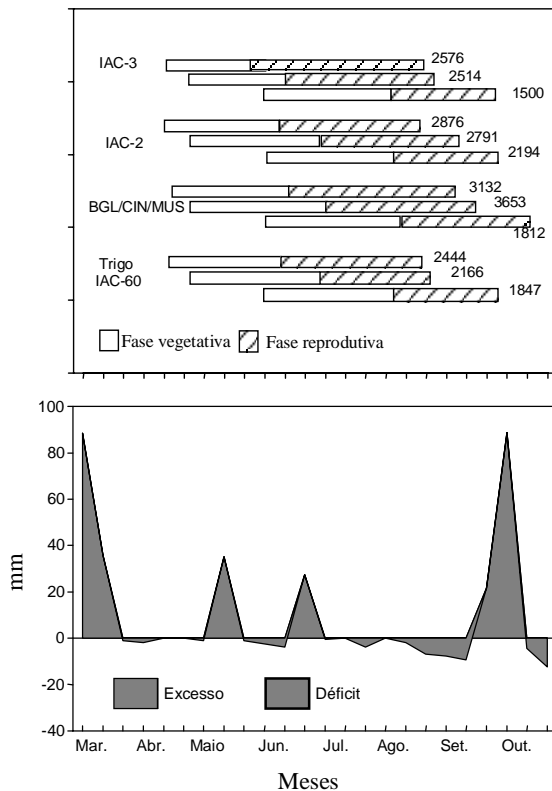 IAC-3
2576
2514
1500
IAC-2
2876
2791
2194
BGL/CIN/MUS
3132
3653
1812
Trigo
IAC-60
2444
2166
1847
Fase vegetativa
Fase reprodutiva
100
80
60
40
20
0
-20
-40
mm
Excesso
Déficit
Mar. Abr. Maio Jun. Jul. Ago. Set. Out.
Meses